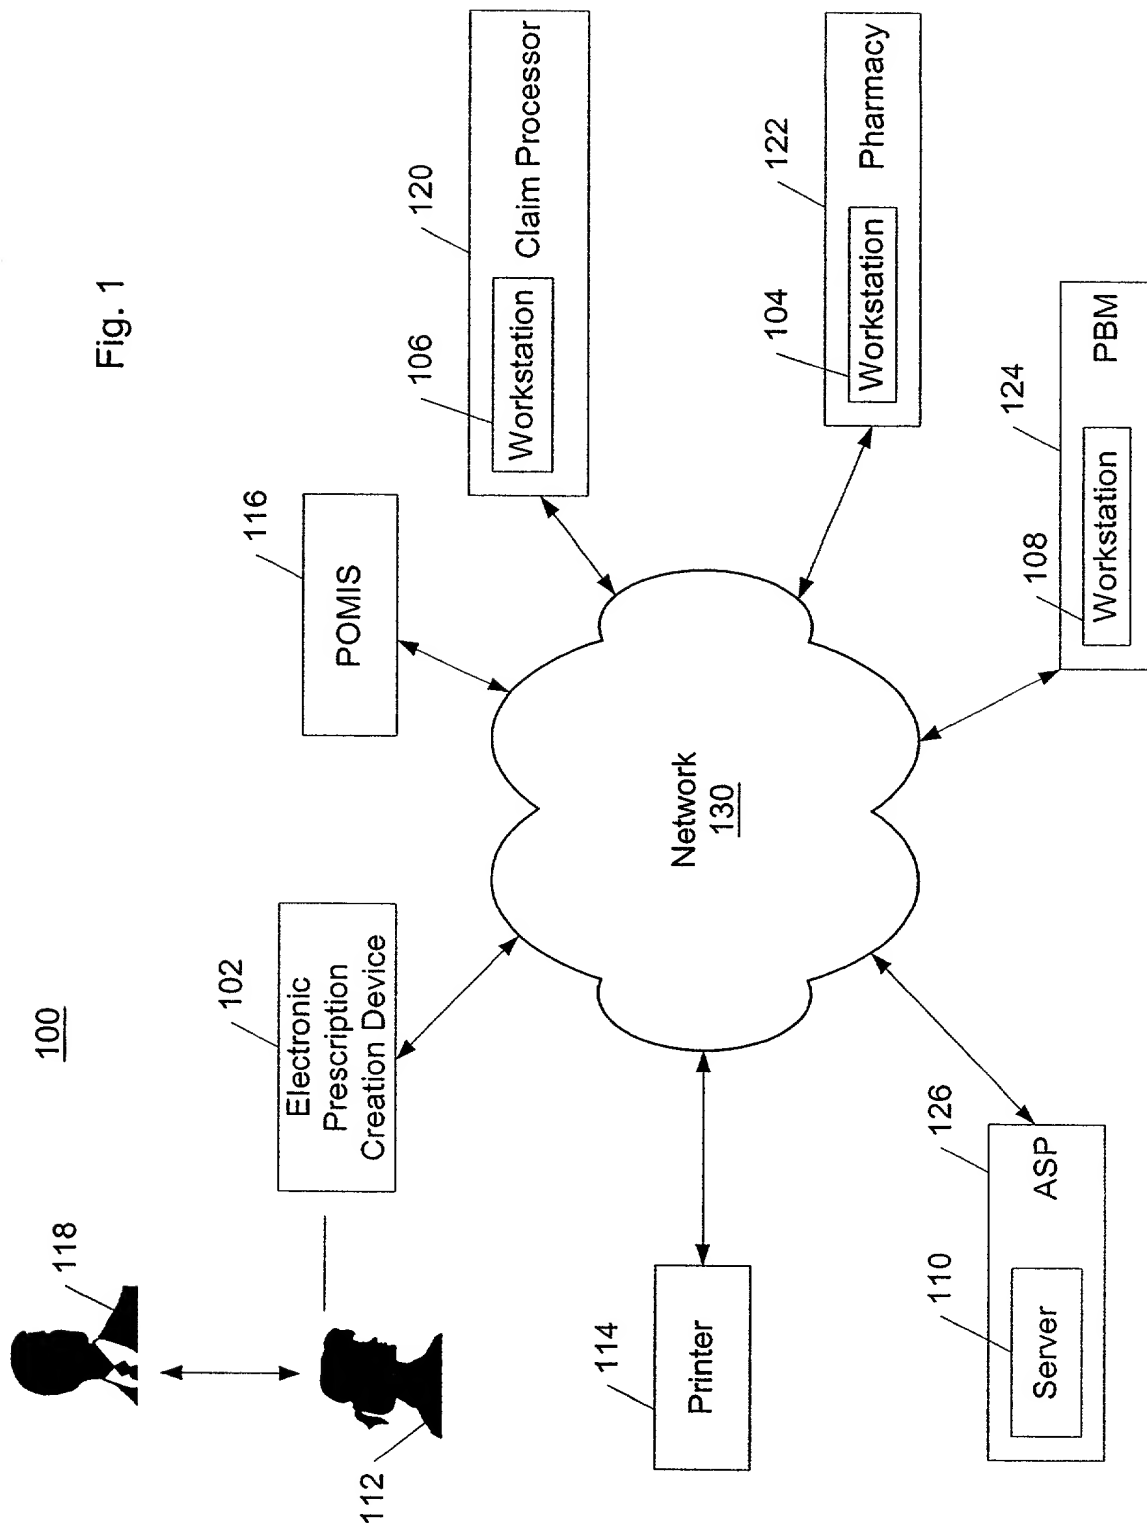 Fig. 1
100
118
112
102
Electronic
Prescription
Creation Device
116
POMIS
120
106
Workstation
Claim Processor
122
104
Workstation
Pharmacy
124
108
Workstation
PBM
Network
130
114
Printer
126
110
Server
ASP